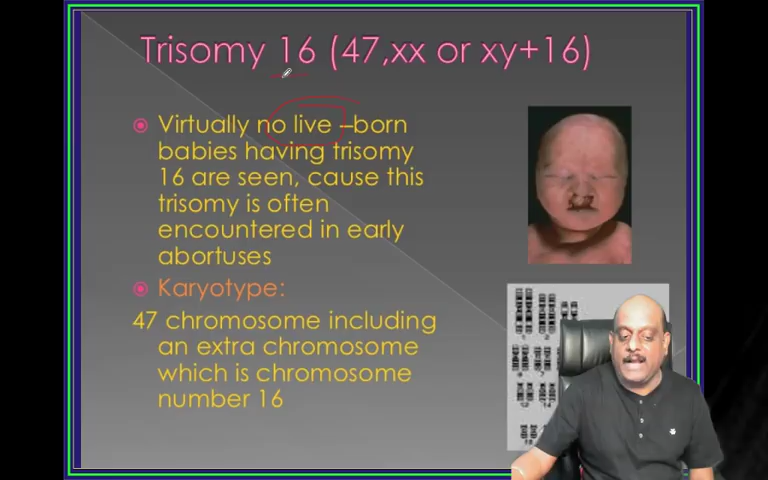 Trisomy 16 (47,xx or xy+16)
Virtually no live –born
babies having trisomy
16 are seen, cause this
trisomy is often
encountered in early
abortuses
Karyotype:
47 chromosome including
an extra chromosome
which is chromosome
number 16